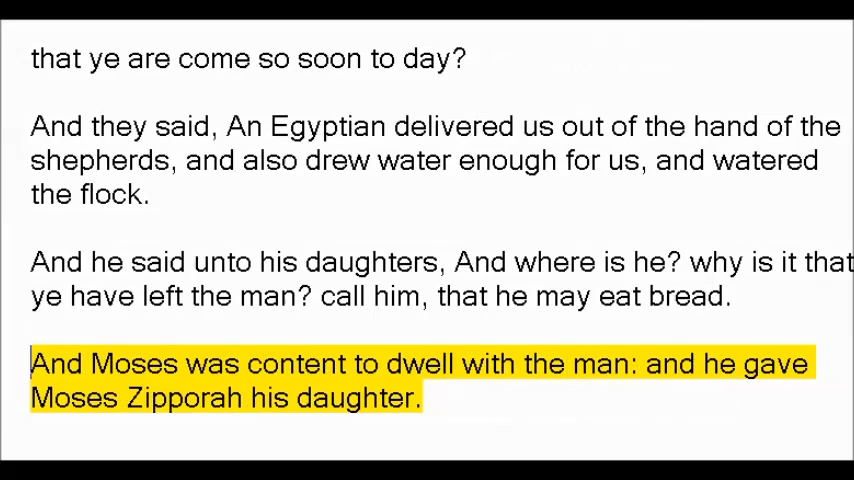 that ye are come so soon to day?
And they said, An Egyptian delivered us out of the hand of the
shepherds, and also drew water enough for us, and watered
the flock.
And he said unto his daughters, And where is he? why is it that
ye have left the man? call him, that he may eat bread.
And Moses was content to dwell with the man: and he gave
Moses Zipporah his daughter.